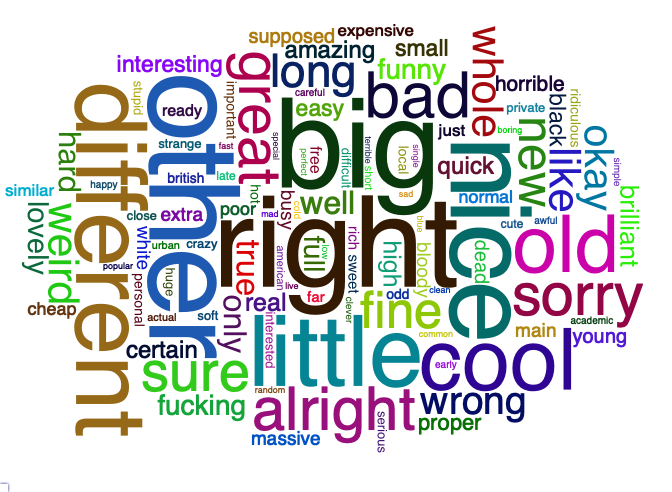 supposed
expensive
amazing
small
interesting
great
long
funny
whole
careful
bad
horrible
stupid
other
important
easy
big
just
private
ridiculous
ready
different
strange
fast
special
free
perfect
difficult
terrible
short
local
single
boring
black
new
okay
hard
happy
british
late
hot
quick
nice
like
simple
similar
lovely
weird
close
extra
poor
mad
busy
cold
well
sad
normal
cute
awful
brilliant
right
white
urban
crazy
true
american
full
low
rich
sweet
high
bloody
blue
dead
old
popular
personal
huge
live
odd
clean
sorry
cheap
actual
soft
only
real
far
clever
fine
academic
certain
interested
little
common
main
young
sure
early
cool
random
fucking
alright
serious
wrong
massive
proper